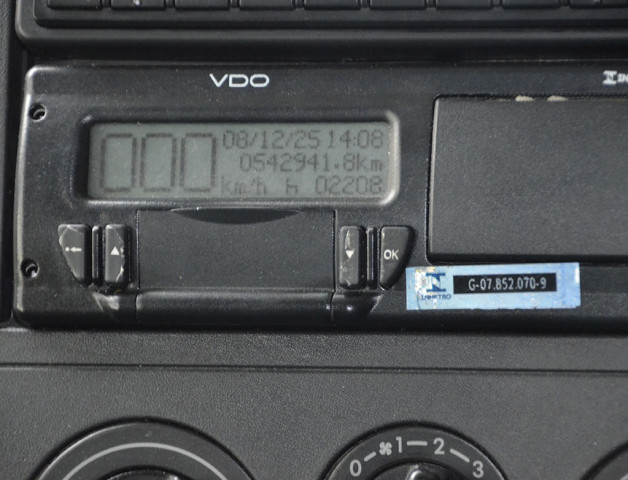 VDO
000 08/12/25 14:08
0542941.8km
km/h h 02208
OK
INMETRO
G-07.852.070-9
0 1 2 3